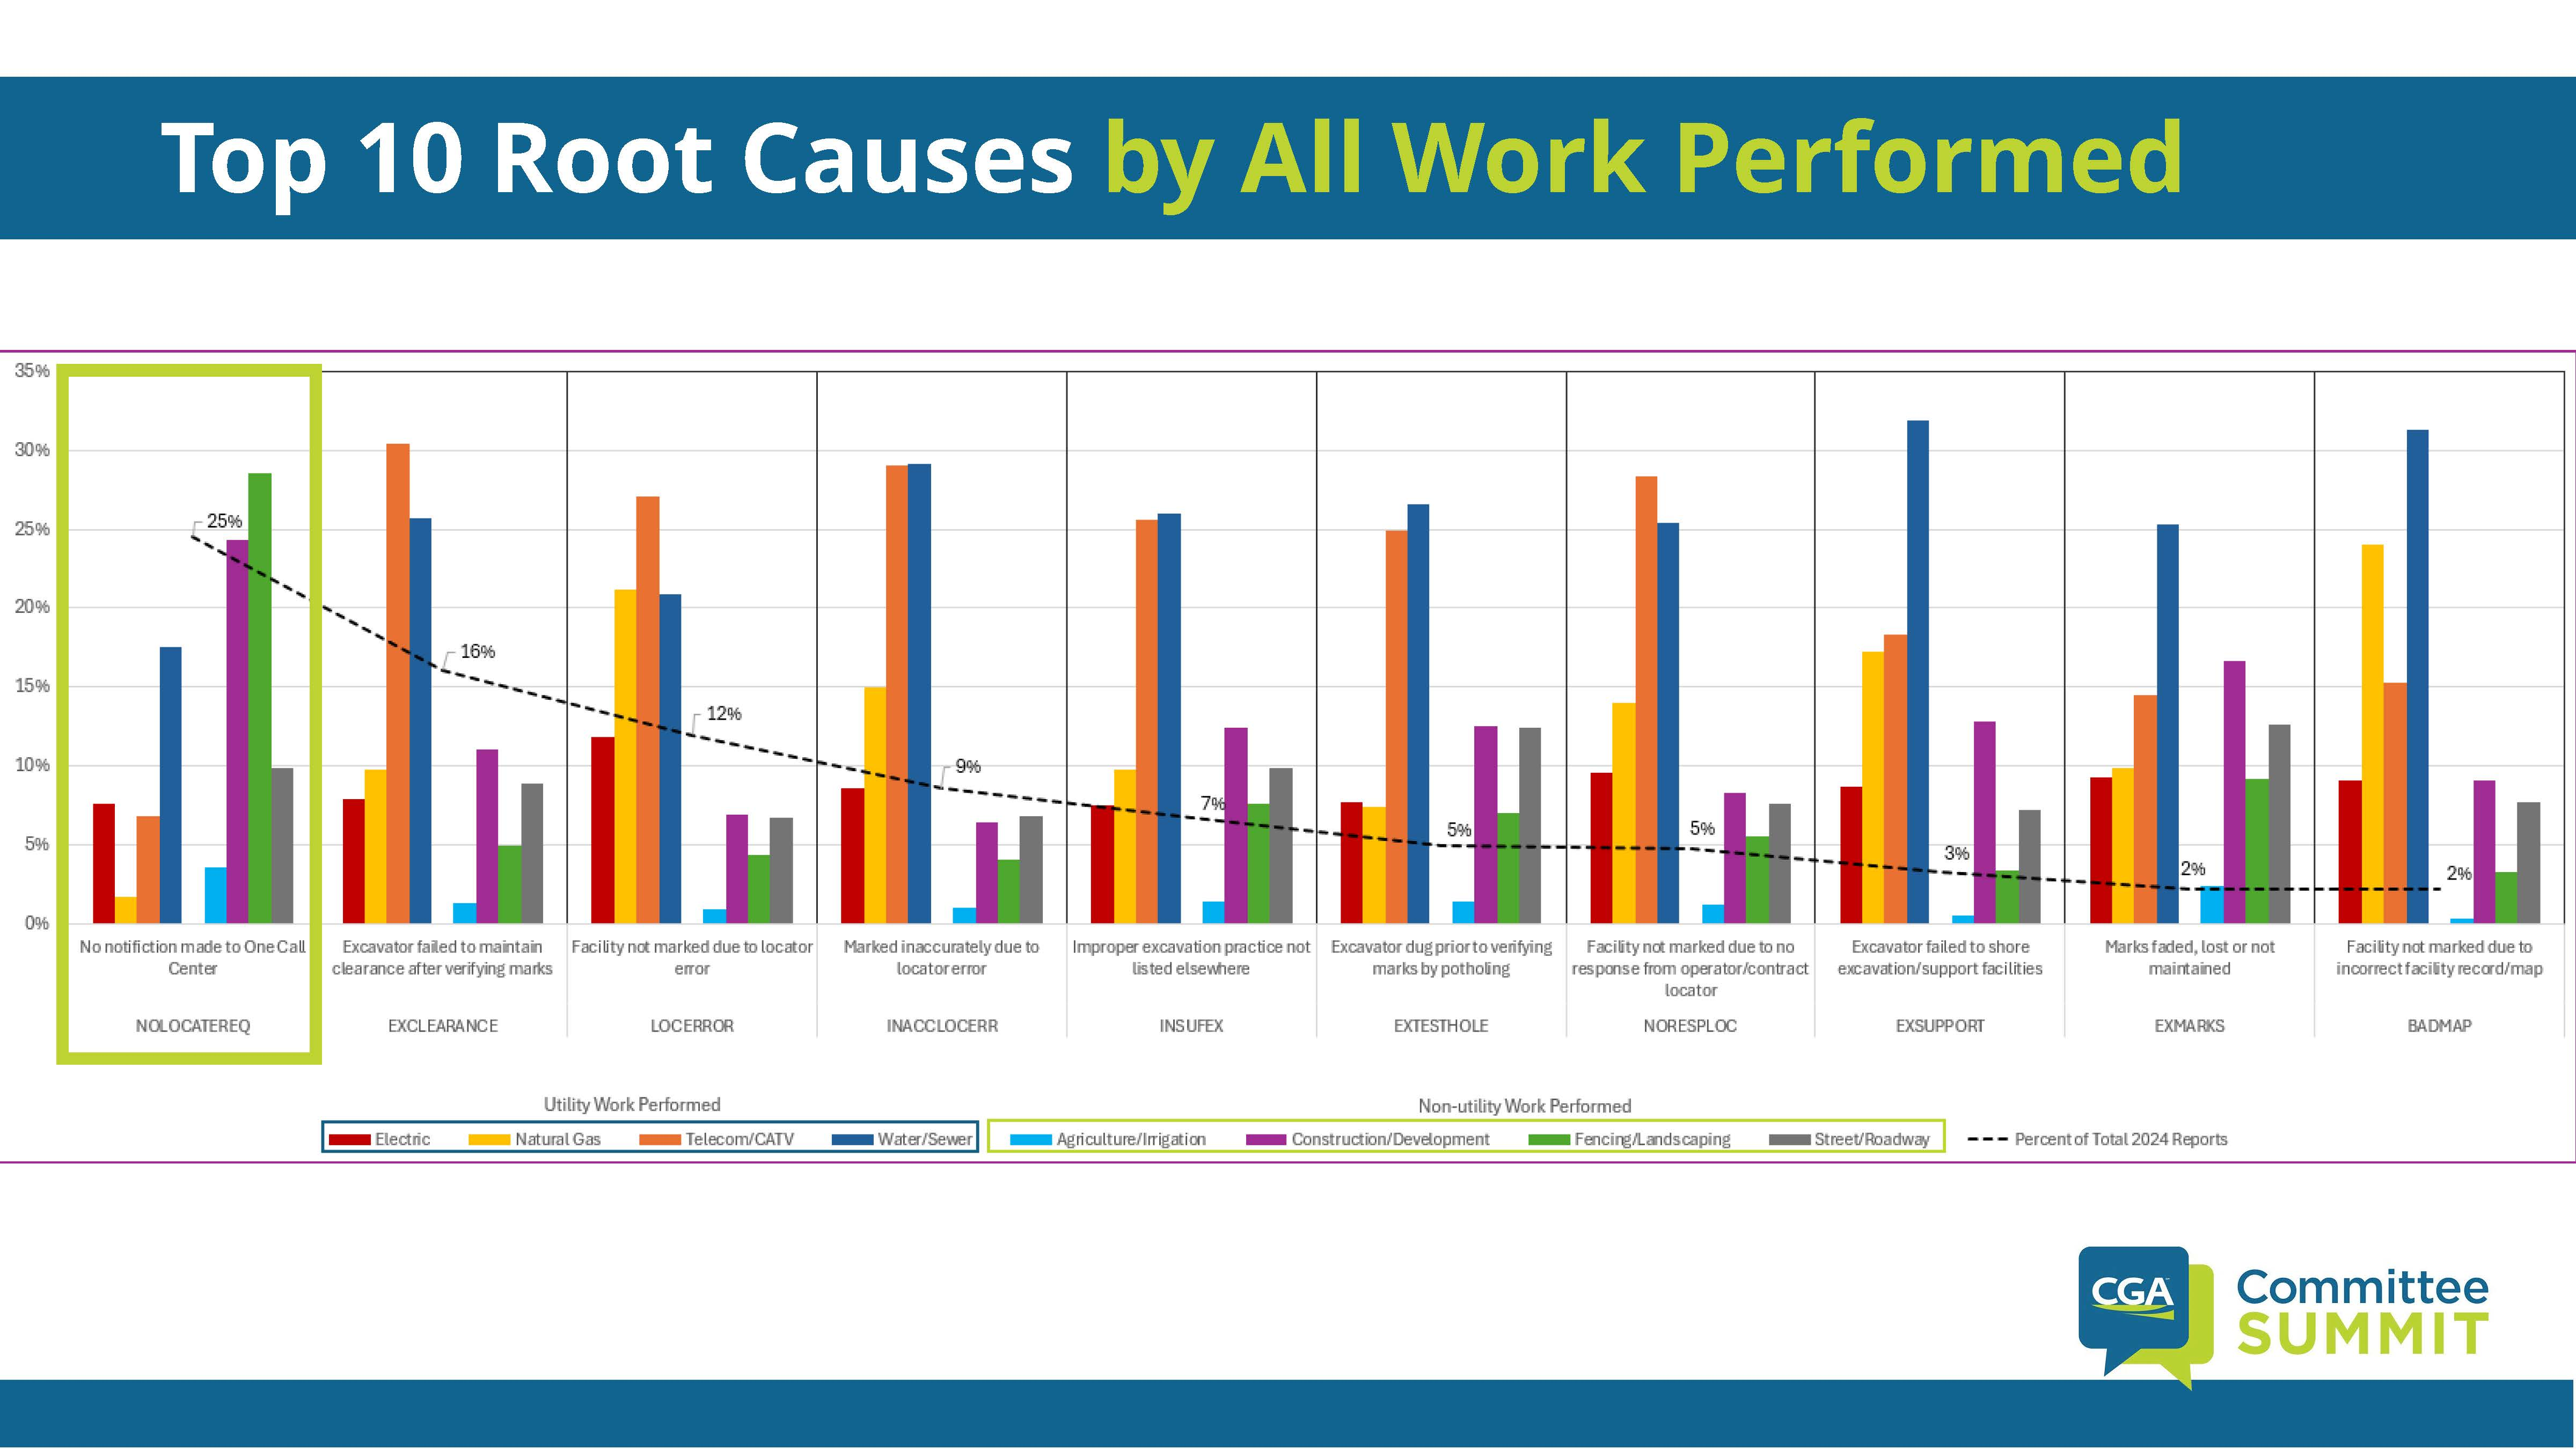 Top 10 Root Causes by All Work Performed
35%
30%
25%
20%
15%
10%
5%
0%
25%
16%
12%
9%
7%
5%
5%
3%
2%
2%
No notifiction made to One Call
Center
NOLOCATEREQ
Excavator failed to maintain
clearance after verifying marks
EXCLEARANCE
Facility not marked due to locator
error
LOCERROR
Marked inaccurately due to
locator error
INACCLOCERR
Improper excavation practice not
listed elsewhere
INSUFEX
Excavator dug prior to verifying
marks by potholing
EXTESTHOLE
Facility not marked due to no
response from operator/contract
locator
NORESPLOC
Excavator failed to shore
excavation/support facilities
EXSUPPORT
Marks faded, lost or not
maintained
EXMARKS
Facility not marked due to
incorrect facility record/map
BADMAP
Utility Work Performed
Electric
Natural Gas
Telecom/CATV
Water/Sewer
Non-utility Work Performed
Agriculture/Irrigation
Construction/Development
Fencing/Landscaping
Street/Roadway
Percent of Total 2024 Reports
CGA
Committee
SUMMIT